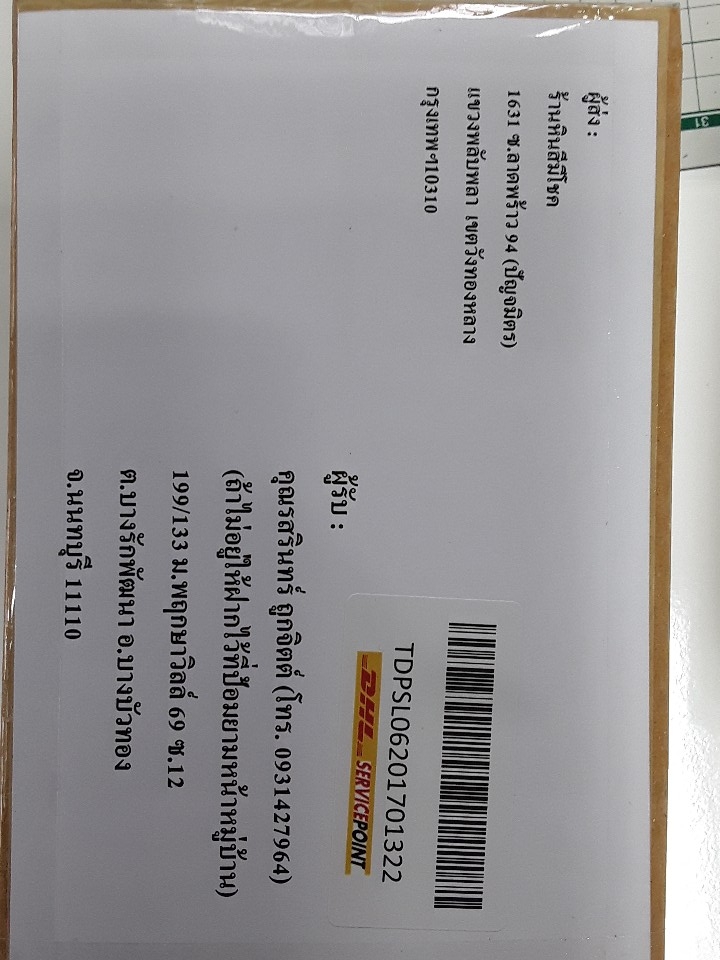 ผู้ส่ง :
ร้านหินสีมีโชค
1631 ซ.ลาดพร้าว 94 (ปัญจมิตร)
แขวงพลับพลา เขตวังทองหลาง
กรุงเทพฯ10310
TDPSL06201701322
DHL SERVICEPOINT
ผู้รับ :
คุณรสรินทร์ ถูกจิตต์ (โทร. 0931427964)
(ถ้าไม่อยู่ให้ฝากไว้ที่ป้อมยามหน้าหมู่บ้าน)
199/133 ม.พฤกษาวิลล์ 69 ซ.12
ต.บางรักพัฒนา อ.บางบัวทอง
จ.นนทบุรี 11110
31